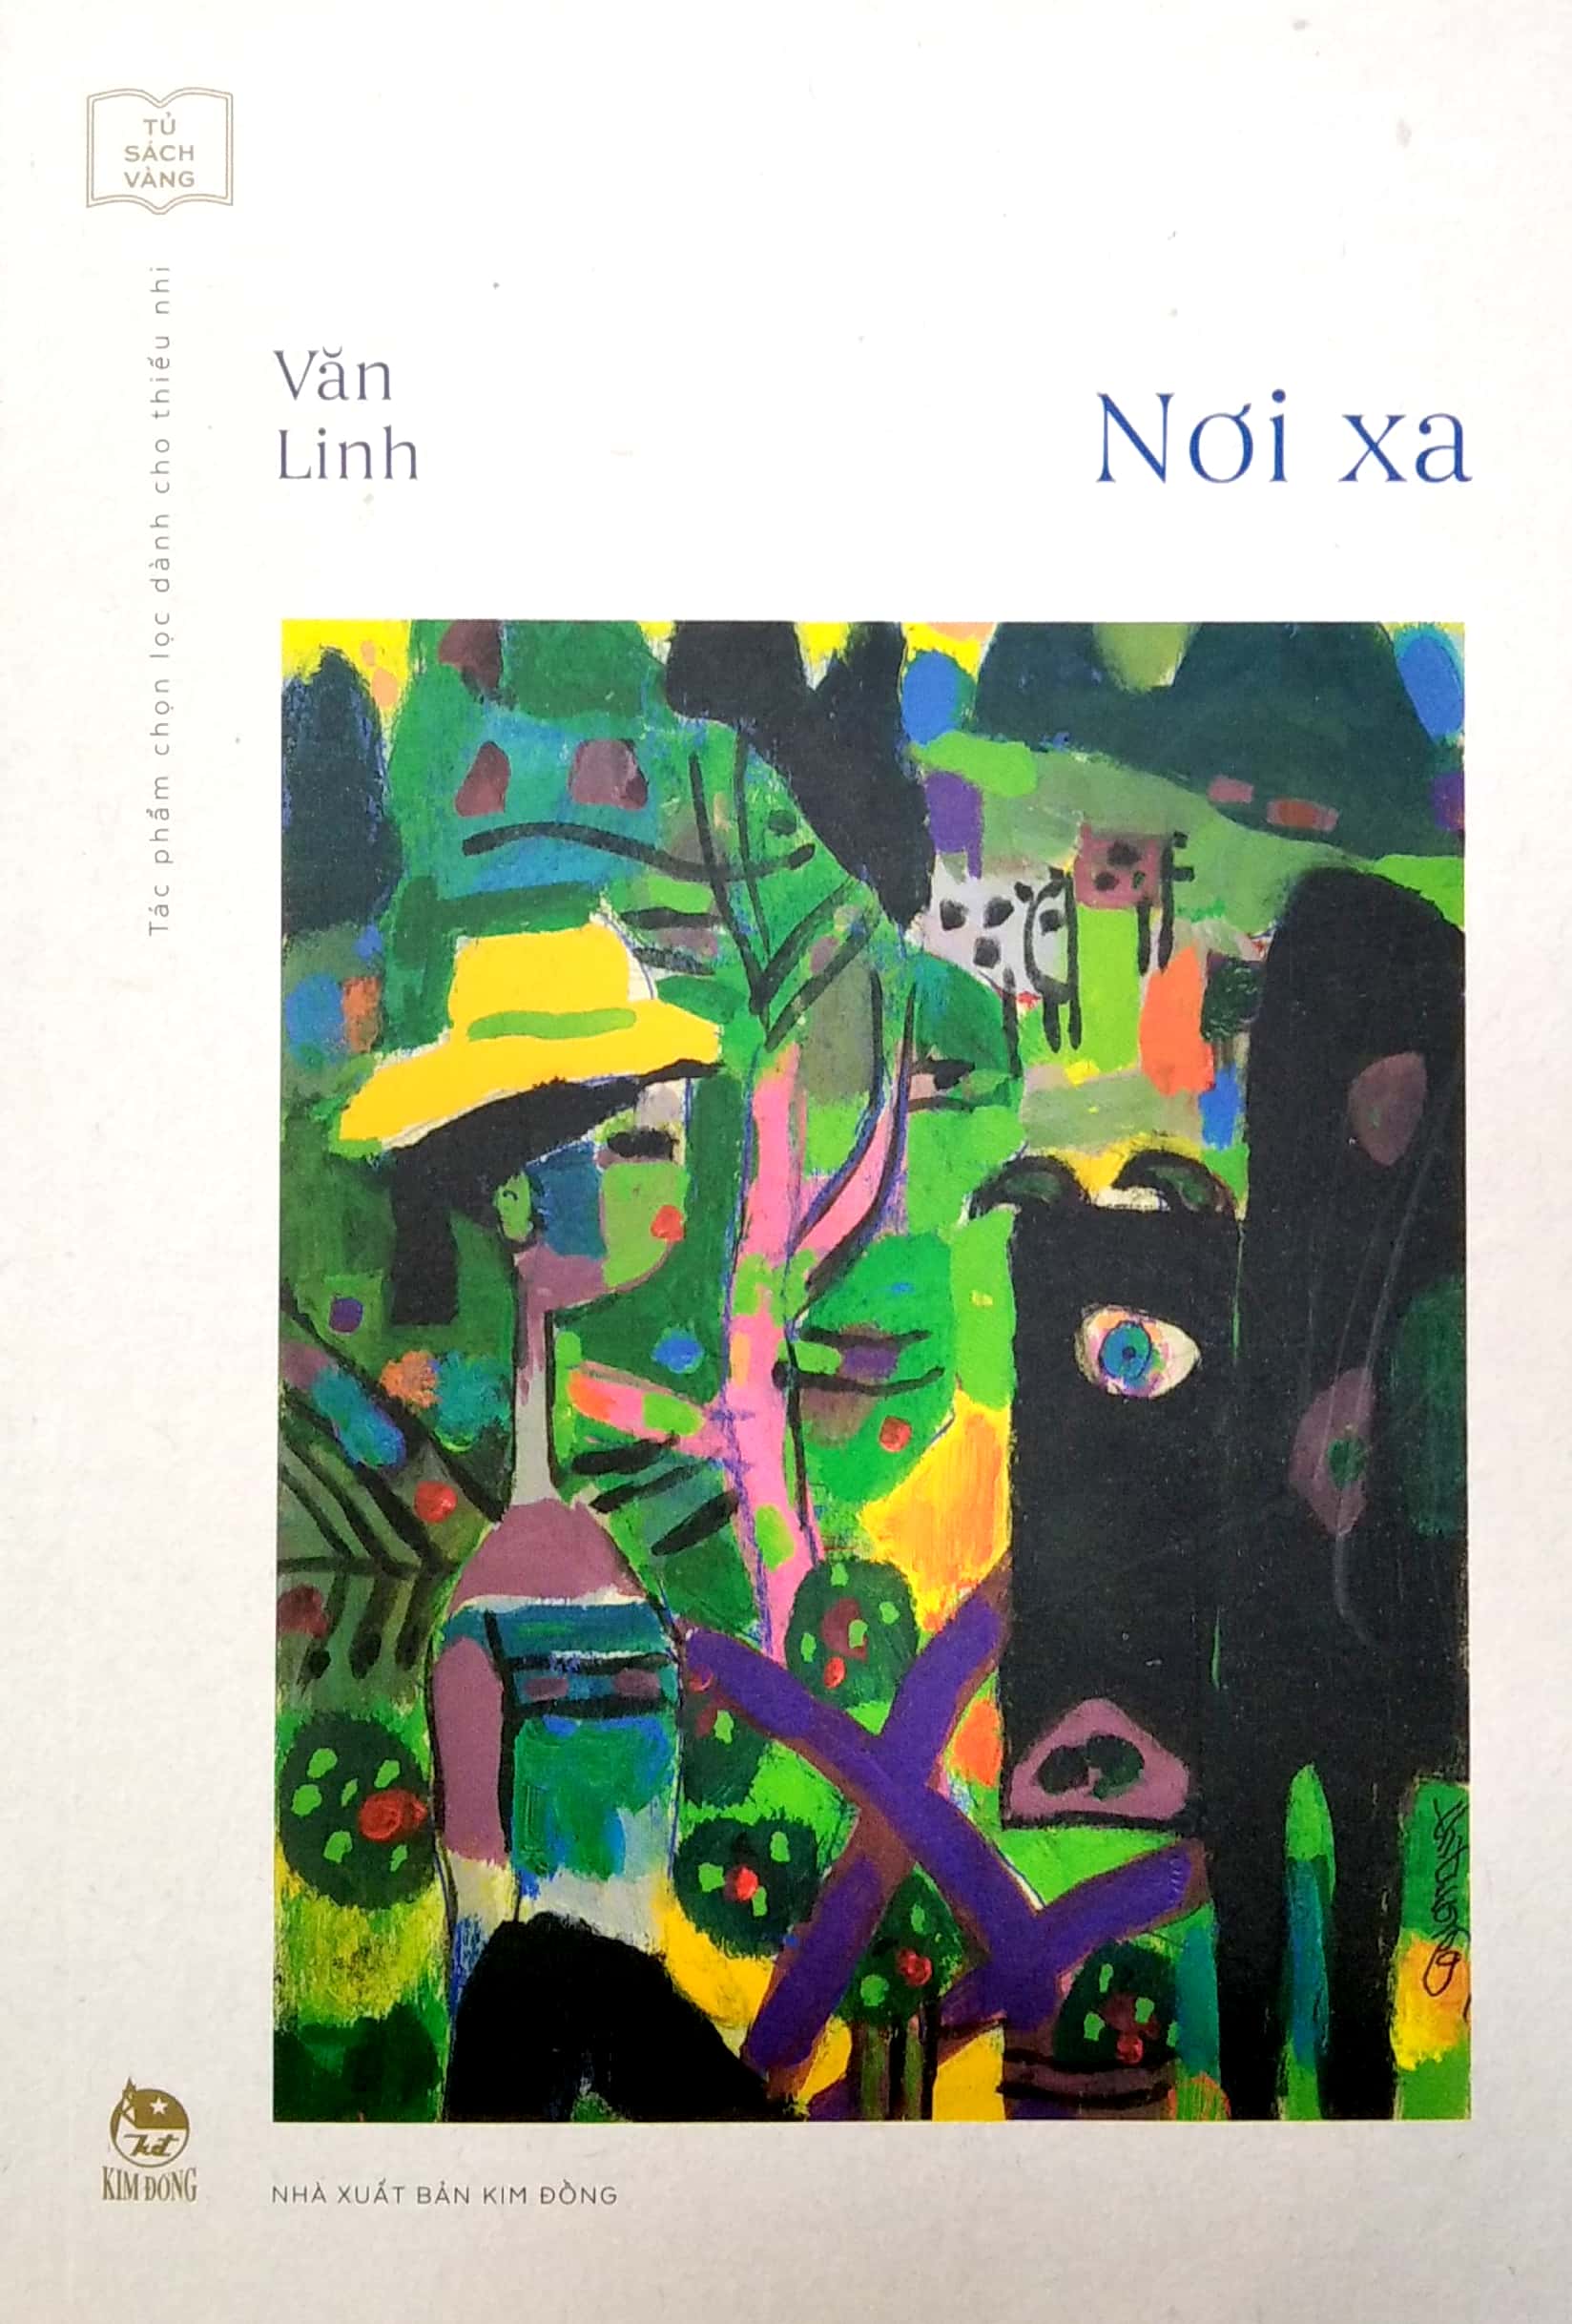 TỦ
SÁCH
VÀNG
Tác phẩm chọn lọc dành cho thiếu nhi
Văn
Linh
Nơi xa
KIM ĐỒNG
NHÀ XUẤT BẢN KIM ĐỒNG